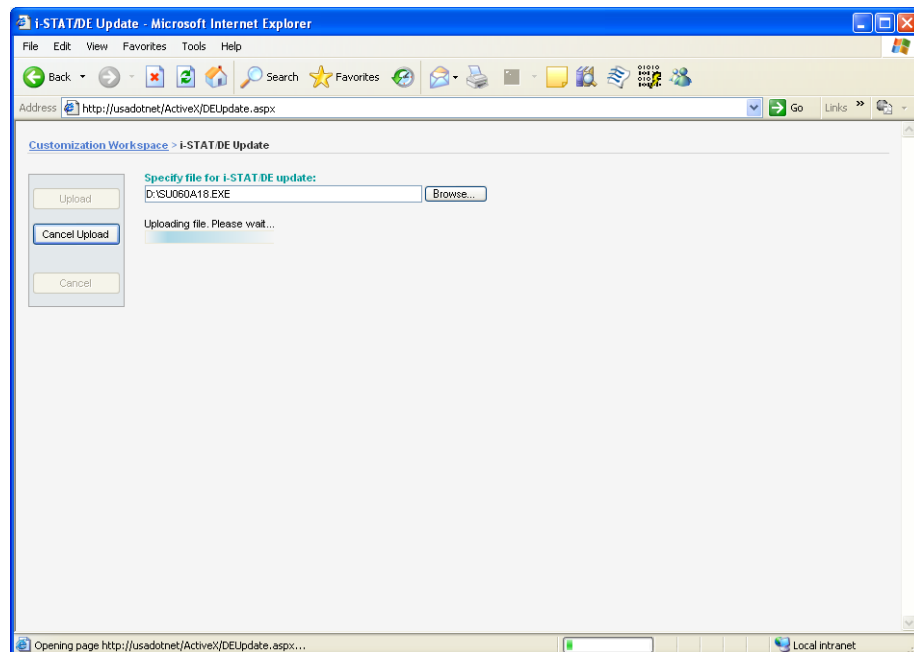 i-STAT/DE Update - Microsoft Internet Explorer
File Edit View Favorites Tools Help
Back Search Favorites
Address http://usadotnet/ActiveX/DEUpdate.aspx Go Links »
Customization Workspace > i-STAT/DE Update
Specify file for i-STAT/DE update:
D:\SU060A18.EXE Browse...
Upload
Uploading file. Please wait...
Cancel Upload
Cancel
Opening page http://usadotnet/ActiveX/DEUpdate.aspx... Local intranet